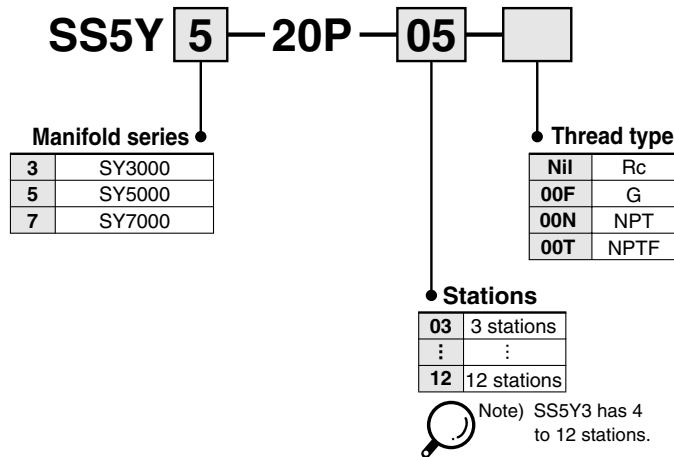 SS5Y 5 — 20P — 05 —
Manifold series
3 SY3000
5 SY5000
7 SY7000
Thread type
Nil Rc
00F G
00N NPT
00T NPTF
Stations
03 3 stations
⋮ ⋮
12 12 stations
Note) SS5Y3 has 4
to 12 stations.